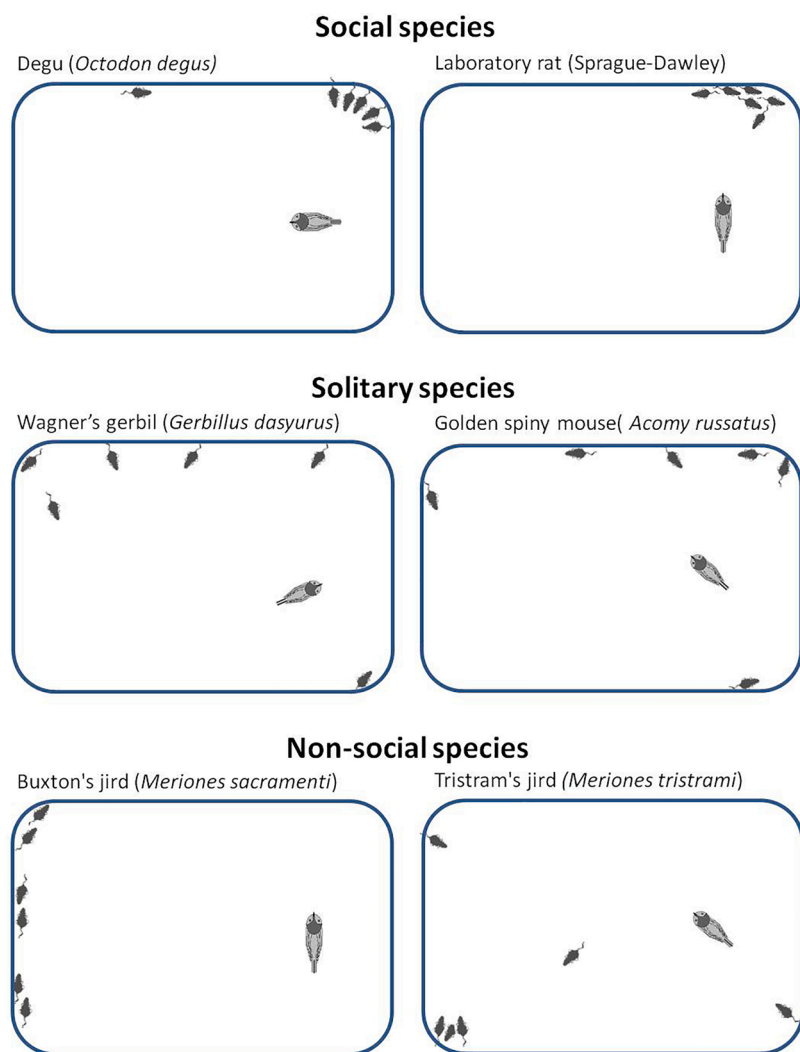 Social species
Degu (Octodon degus)
Laboratory rat (Sprague-Dawley)
Solitary species
Wagner’s gerbil (Gerbillus dasyurus)
Golden spiny mouse( Acomy russatus)
Non-social species
Buxton's jird (Meriones sacramenti)
Tristram's jird (Meriones tristrami)